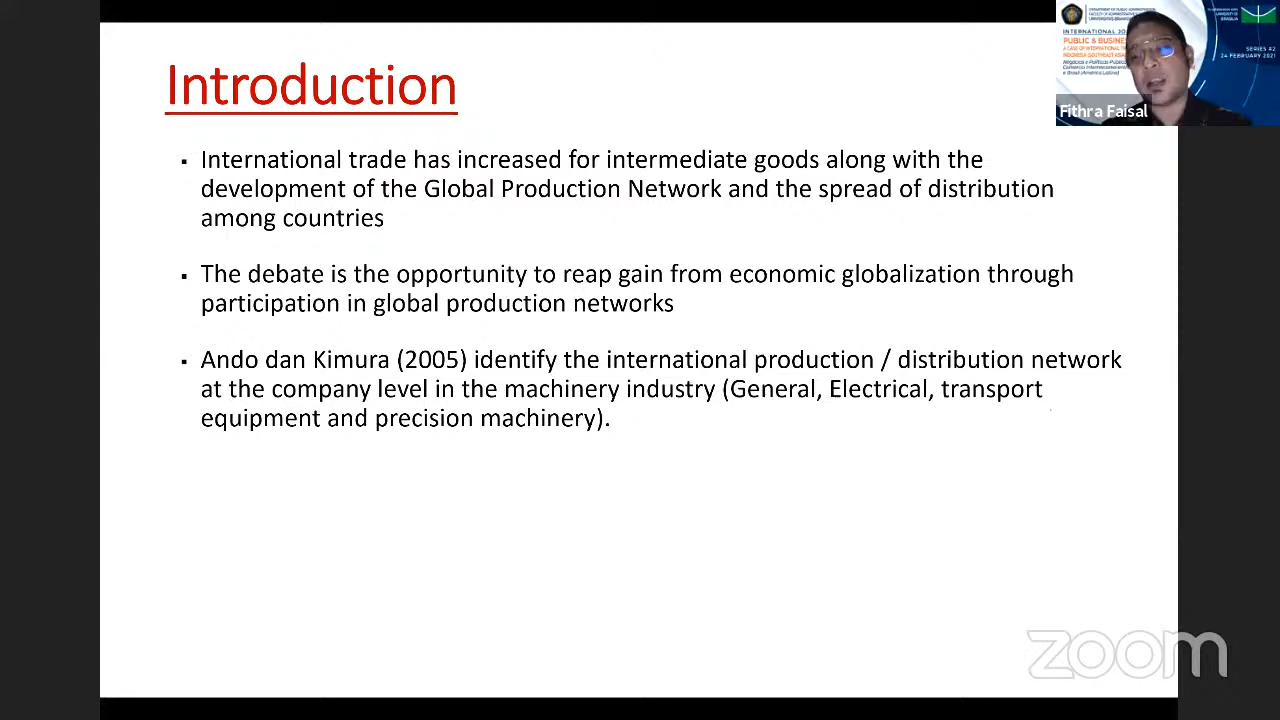 Introduction
▪ International trade has increased for intermediate goods along with the
development of the Global Production Network and the spread of distribution
among countries
▪ The debate is the opportunity to reap gain from economic globalization through
participation in global production networks
▪ Ando dan Kimura (2005) identify the international production / distribution network
at the company level in the machinery industry (General, Electrical, transport
equipment and precision machinery).
INTERNATIONAL
PUBLIC & BUSINES
SERIES #2
24 FEBRUARY 2021
Fithra Faisal
zoom